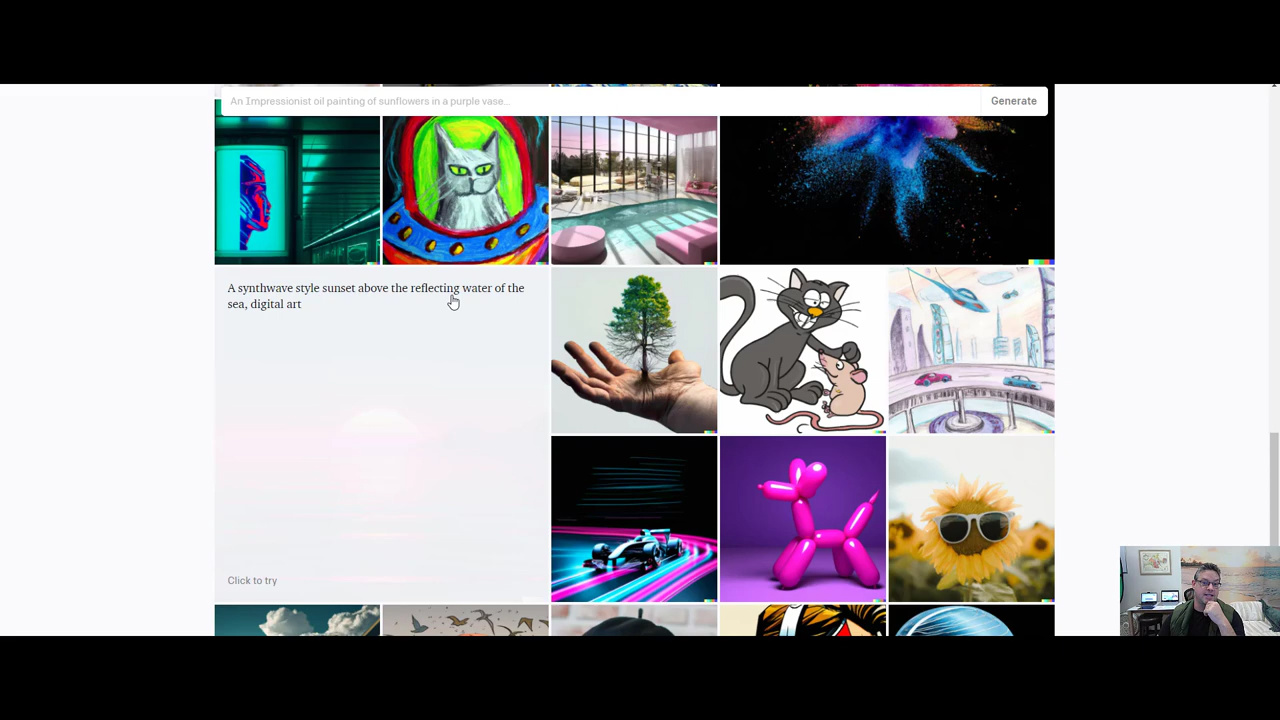 An Impressionist oil painting of sunflowers in a purple vase...
Generate
A synthwave style sunset above the reflecting water of the
sea, digital art
Click to try